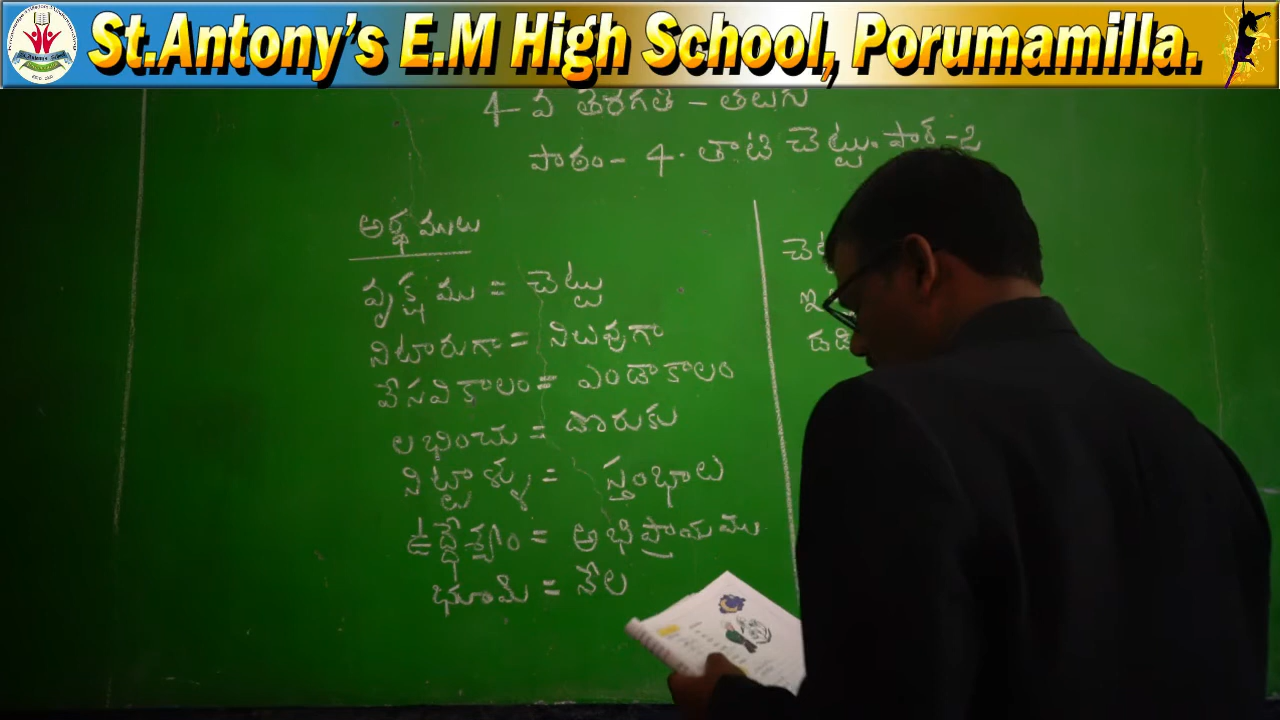 St.Antony's E.M High School, Porumamilla.
4 వ తరగతి - తెలుగు
పాఠం - 4. తాటి చెట్టు. పార్ట్-2
అర్థములు
వృక్షము = చెట్టు
నిటారుగా = నిలువుగా
వేసవికాలం = ఎండాకాలం
లభించు = దొరుకు
నిట్టాళ్ళు = స్తంభాలు
ఉద్దేశ్యం = అభిప్రాయము
భూమి = నేల